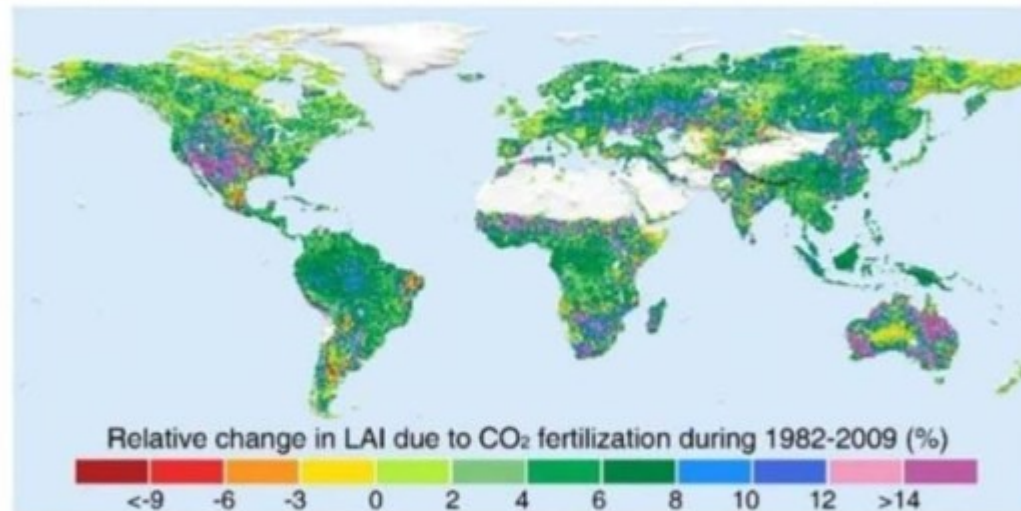 Relative change in LAI due to CO₂ fertilization during 1982-2009 (%)
<-9 -6 -3 0 2 4 6 8 10 12 >14